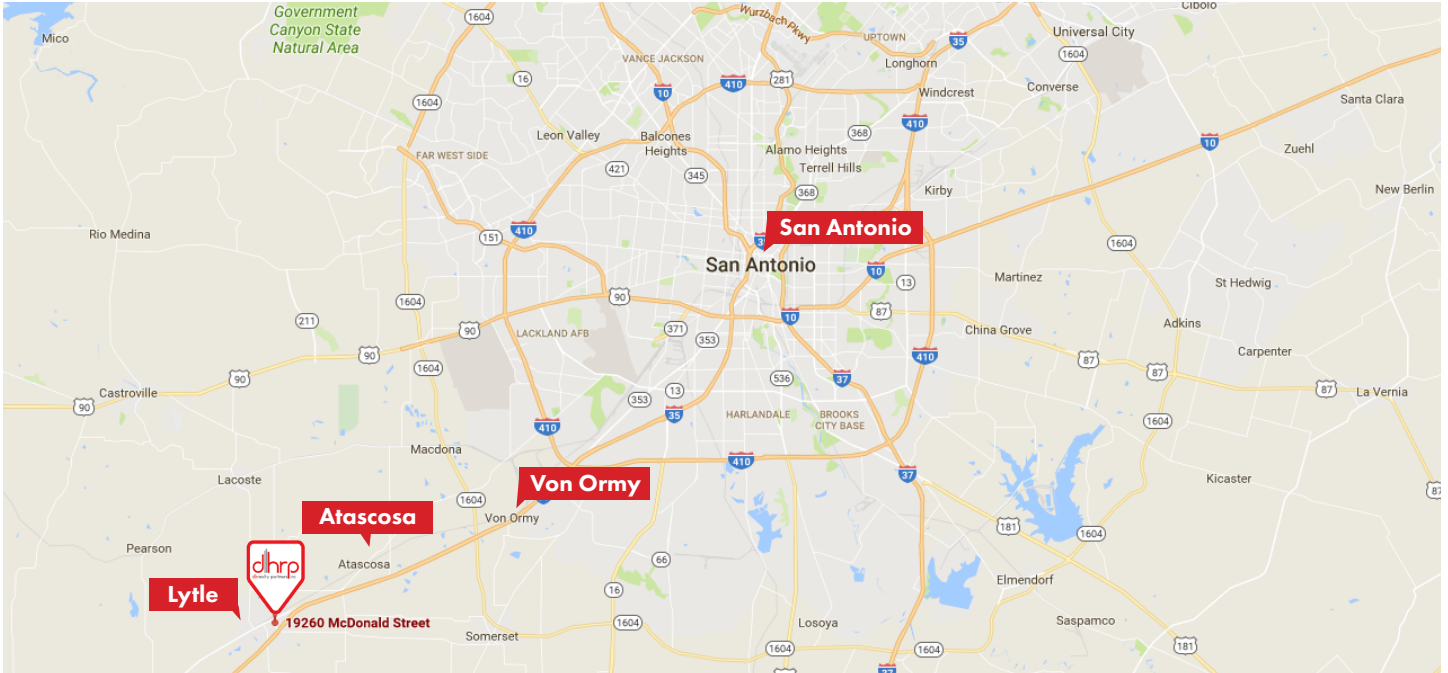 Government
Canyon State
Natural Area
Mico
1604
Wurzbach Pkwy
UPTOWN
35
Cibolo
Universal City
1604
VANCE JACKSON
Longhorn
16
10
410
281
Windcrest
Converse
1604
Santa Clara
410
Leon Valley
Balcones
Heights
368
Alamo Heights
10
Zuehl
FAR WEST SIDE
421
345
Terrell Hills
368
Kirby
New Berlin
Rio Medina
151
410
San Antonio
San Antonio
1604
10
13
Martinez
St Hedwig
90
1604
211
90
LACKLAND AFB
371
353
10
87
China Grove
Adkins
90
410
Carpenter
90
1604
87
87
Castroville
90
353
13
536
37
87
La Vernia
35
HARLANDALE
BROOKS
CITY BASE
1604
410
Macdona
410
37
Lacoste
Kicaster
Von Ormy
1604
Von Ormy
Atascosa
181
1604
87
Pearson
dhrp
Atascosa
66
Lytle
16
Elmendorf
19260 McDonald Street
Somerset
1604
Losoya
Saspamco
1604
1604
181
37